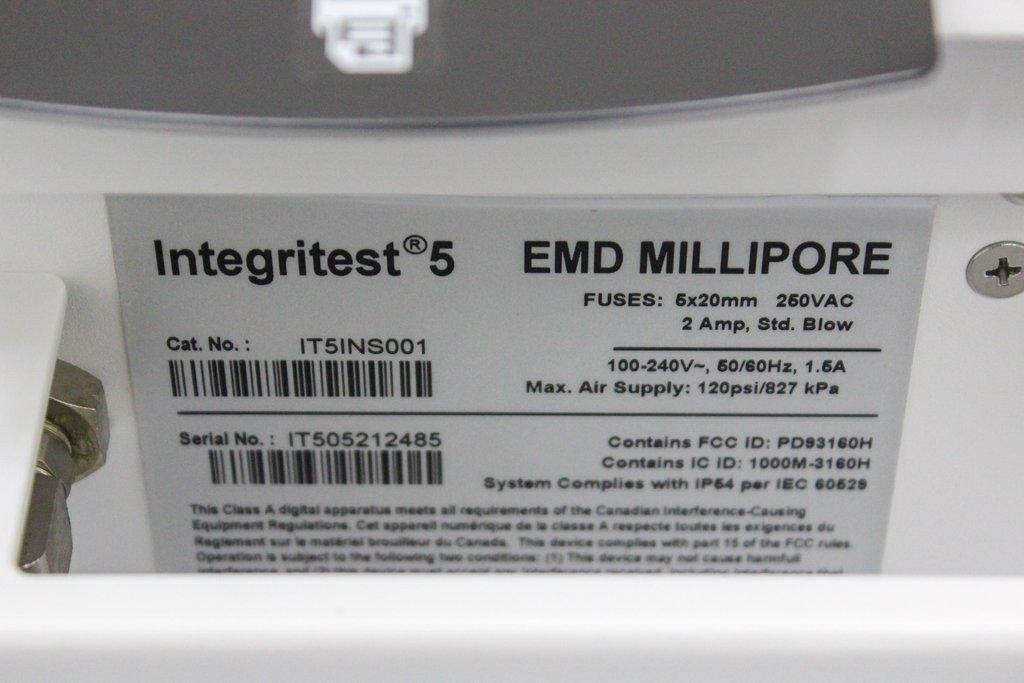 Integritest®5
EMD MILLIPORE
FUSES: 5x20mm 250VAC
2 Amp, Std. Blow
Cat. No. : IT5INS001
100-240V~, 50/60Hz, 1.5A
Max. Air Supply: 120psi/827 kPa
Serial No. : IT505212485
Contains FCC ID: PD93160H
Contains IC ID: 1000M-3160H
System Complies with IP54 per IEC 60529
This Class A digital apparatus meets all requirements of the Canadian Interference-Causing
Equipment Regulations. Cet appareil numérique de la classe A respecte toutes les exigences du
Reglement sur le matériel brouilleur du Canada. This device complies with part 15 of the FCC rules.
Operation is subject to the following two conditions: (1) This device may not cause harmful